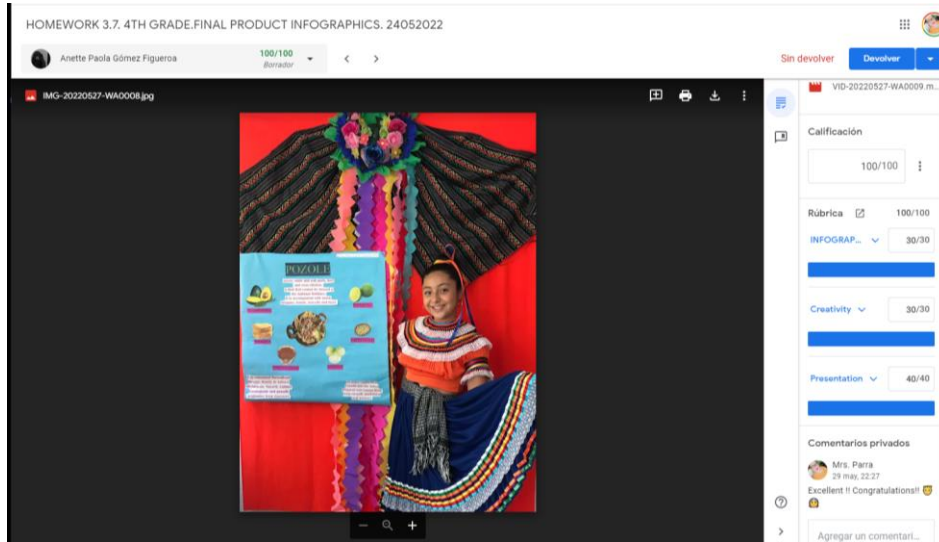 HOMEWORK 3.7. 4TH GRADE.FINAL PRODUCT INFOGRAPHICS. 24052022
Anette Paola Gómez Figueroa
100/100
Borrador
Sin devolver
Devolver
IMG-20220527-WA0008.jpg
VID-20220527-WA0009.m...
Calificación
100/100
Rúbrica
100/100
INFOGRAP...
30/30
Creativity
30/30
Presentation
40/40
Comentarios privados
Mrs. Parra
29 may, 22:27
Excellent !! Congratulations!!
Agregar un comentari...
POZOLE